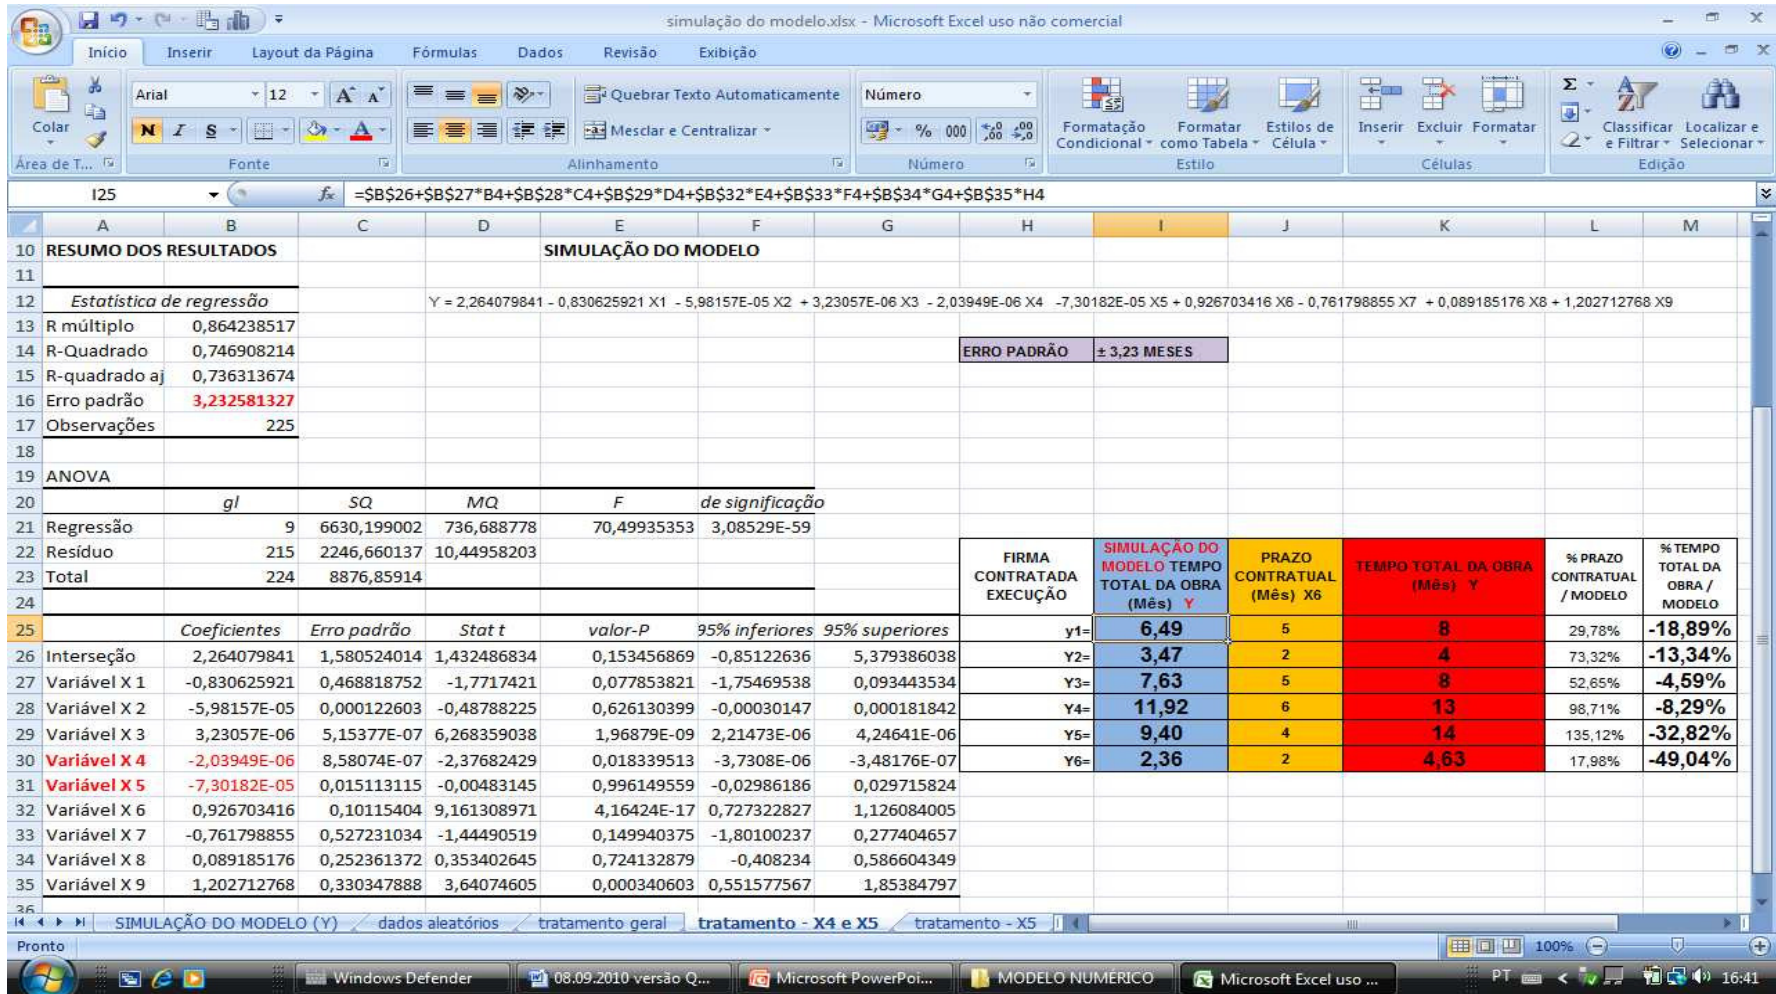 simulação do modelo.xlsx - Microsoft Excel uso não comercial
Início Inserir Layout da Página Fórmulas Dados Revisão Exibição
Colar Arial 12 A A Quebrar Texto Automaticamente Número
N I S A Mesclar e Centralizar % 000 Formatação Condicional Formatar como Tabela Estilos de Célula Inserir Excluir Formatar Σ Classificar e Filtrar Localizar e Selecionar
Área de T... Fonte Alinhamento Número Estilo Células Edição
I25 fx =$B$26+$B$27*B4+$B$28*C4+$B$29*D4+$B$32*E4+$B$33*F4+$B$34*G4+$B$35*H4
A B C D E F G H I J K L M
10 RESUMO DOS RESULTADOS SIMULAÇÃO DO MODELO
11
12 Estatística de regressão Y = 2,264079841 - 0,830625921 X1 - 5,98157E-05 X2 + 3,23057E-06 X3 - 2,03949E-06 X4 -7,30182E-05 X5 + 0,926703416 X6 - 0,761798855 X7 + 0,089185176 X8 + 1,202712768 X9
13 R múltiplo 0,864238517
14 R-Quadrado 0,746908214 ERRO PADRÃO ± 3,23 MESES
15 R-quadrado aj 0,736313674
16 Erro padrão 3,232581327
17 Observações 225
18
19 ANOVA
20 gl SQ MQ F de significação
21 Regressão 9 6630,199002 736,688778 70,49935353 3,08529E-59
22 Resíduo 215 2246,660137 10,44958203
23 Total 224 8876,85914
24
FIRMA CONTRATADA EXECUÇÃO SIMULAÇÃO DO MODELO TEMPO TOTAL DA OBRA (Mês) Y PRAZO CONTRATUAL (Mês) X6 TEMPO TOTAL DA OBRA (Mês) Y % PRAZO CONTRATUAL / MODELO % TEMPO TOTAL DA OBRA / MODELO
25 Coeficientes Erro padrão Stat t valor-P 95% inferiores 95% superiores y1= 6,49 5 8 29,78% -18,89%
26 Interseção 2,264079841 1,580524014 1,432486834 0,153456869 -0,85122636 5,379386038 Y2= 3,47 2 4 73,32% -13,34%
27 Variável X 1 -0,830625921 0,468818752 -1,7717421 0,077853821 -1,75469538 0,093443534 Y3= 7,63 5 8 52,65% -4,59%
28 Variável X 2 -5,98157E-05 0,000122603 -0,48788225 0,626130399 -0,00030147 0,000181842 Y4= 11,92 6 13 98,71% -8,29%
29 Variável X 3 3,23057E-06 5,15377E-07 6,268359038 1,96879E-09 2,21473E-06 4,24641E-06 Y5= 9,40 4 14 135,12% -32,82%
30 Variável X 4 -2,03949E-06 8,58074E-07 -2,37682429 0,018339513 -3,7308E-06 -3,48176E-07 Y6= 2,36 2 4,63 17,98% -49,04%
31 Variável X 5 -7,30182E-05 0,015113115 -0,00483145 0,996149559 -0,02986186 0,029715824
32 Variável X 6 0,926703416 0,10115404 9,161308971 4,16424E-17 0,727322827 1,126084005
33 Variável X 7 -0,761798855 0,527231034 -1,44490519 0,149940375 -1,80100237 0,277404657
34 Variável X 8 0,089185176 0,252361372 0,353402645 0,724132879 -0,408234 0,586604349
35 Variável X 9 1,202712768 0,330347888 3,64074605 0,000340603 0,551577567 1,85384797
36
SIMULAÇÃO DO MODELO (Y) dados aleatórios tratamento geral tratamento - X4 e X5 tratamento - X5
Pronto 100%
Windows Defender 08.09.2010 versão Q... Microsoft PowerPoi... MODELO NUMÉRICO Microsoft Excel uso ... PT 16:41